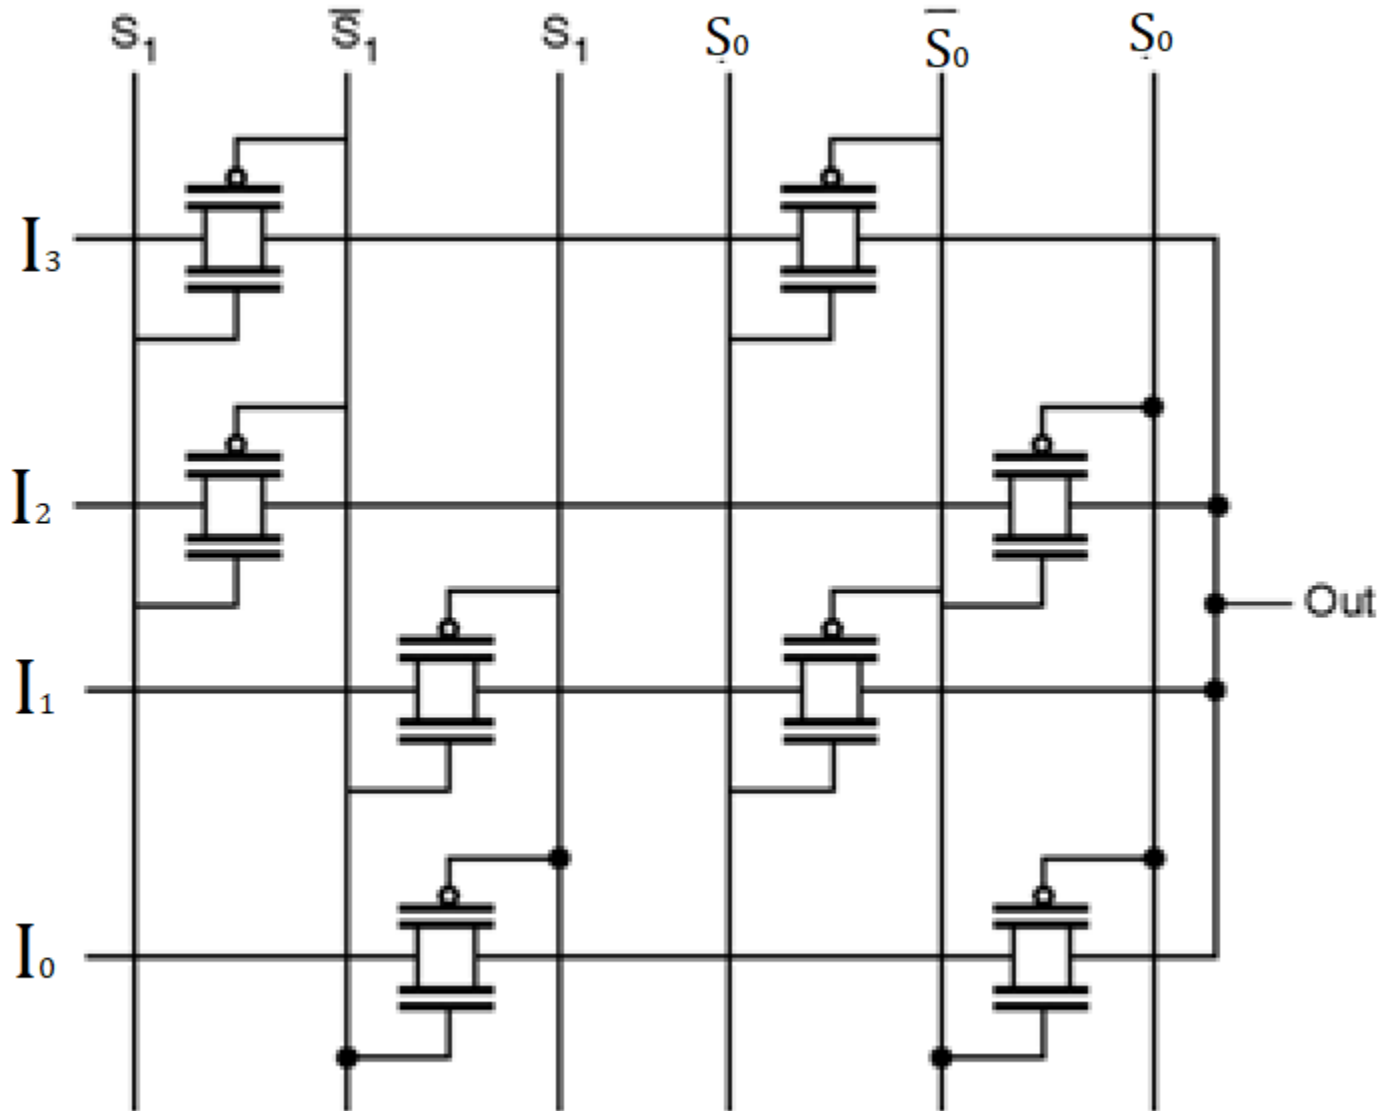 S₁ S̅₁ S₁ S₀ S̅₀ S₀
I₃
I₂
Out
I₁
I₀